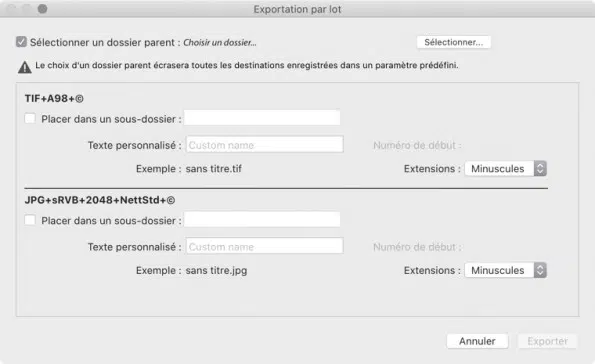 Exportation par lot
Sélectionner un dossier parent : Choisir un dossier... Sélectionner...
Le choix d'un dossier parent écrasera toutes les destinations enregistrées dans un paramètre prédéfini.
TIF+A98+©
Placer dans un sous-dossier :
Texte personnalisé : Custom name Numéro de début :
Exemple : sans titre.tif Extensions : Minuscules
JPG+sRVB+2048+NettStd+©
Placer dans un sous-dossier :
Texte personnalisé : Custom name Numéro de début :
Exemple : sans titre.jpg Extensions : Minuscules
Annuler Exporter